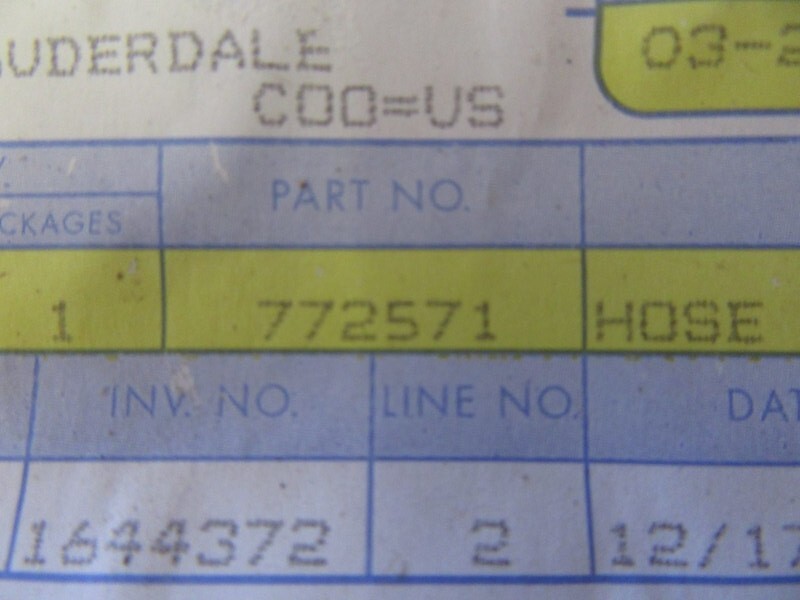 AUDERDALE 03-2
COO=US
PART NO.
CKAGES
1 772571 HOSE
INV. NO. LINE NO. DAT
1644372 2 12/17